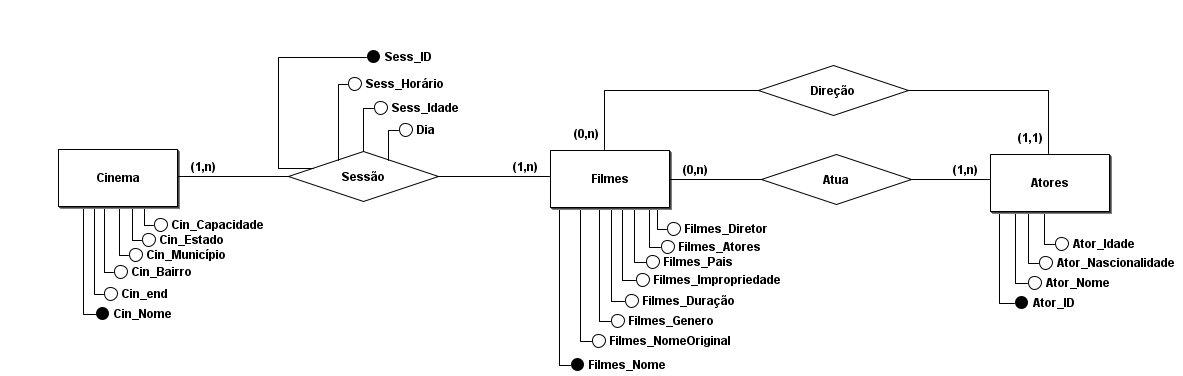 Sess_ID
Sess_Horário
Sess_Idade
Dia
Direção
(0,n)
(1,1)
Cinema
(1,n)
Sessão
(1,n)
Filmes
(0,n)
Atua
(1,n)
Atores
Cin_Capacidade
Cin_Estado
Cin_Município
Cin_Bairro
Cin_end
Cin_Nome
Filmes_Diretor
Filmes_Atores
Filmes_Pais
Filmes_Impropriedade
Filmes_Duração
Filmes_Genero
Filmes_NomeOriginal
Filmes_Nome
Ator_Idade
Ator_Nascionalidade
Ator_Nome
Ator_ID